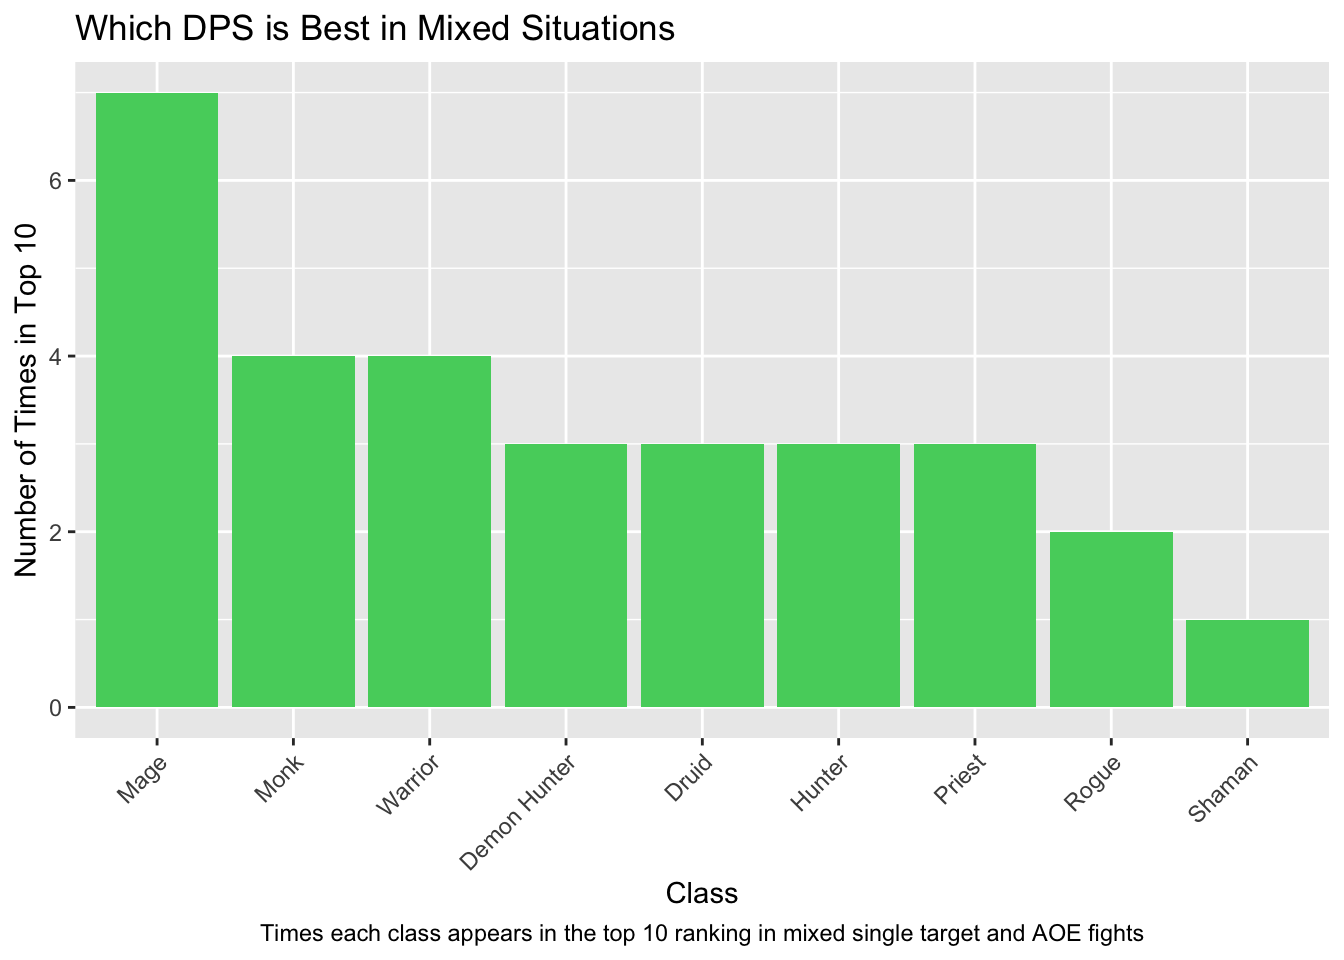 Which DPS is Best in Mixed Situations
Number of Times in Top 10
6
4
2
0
Mage
Monk
Warrior
Demon Hunter
Druid
Hunter
Priest
Rogue
Shaman
Class
Times each class appears in the top 10 ranking in mixed single target and AOE fights